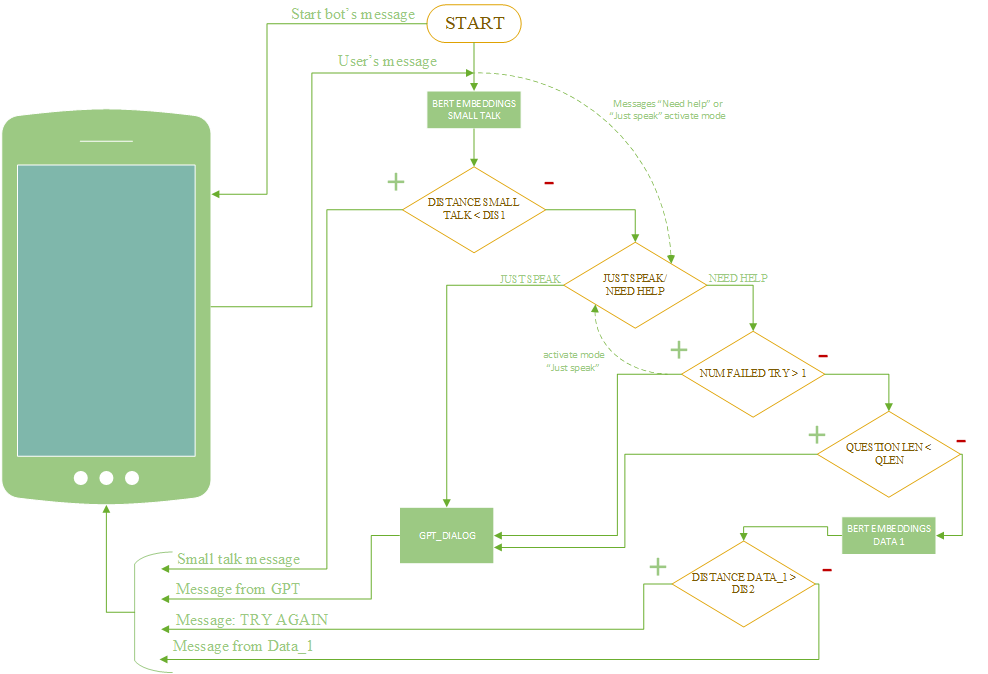 Start bot's message
START
User's message
BERT EMBEDDINGS
SMALL TALK
Messages "Need help" or
"Just speak" activate mode
+
-
DISTANCE SMALL
TALK < DIS1
JUST SPEAK
JUST SPEAK/
NEED HELP
NEED HELP
activate mode
"Just speak"
+
-
NUM FAILED TRY > 1
+
-
QUESTION LEN <
QLEN
GPT_DIALOG
BERT EMBEDDINGS
DATA 1
+
-
DISTANCE DATA_1 >
DIS2
Small talk message
Message from GPT
Message: TRY AGAIN
Message from Data_1